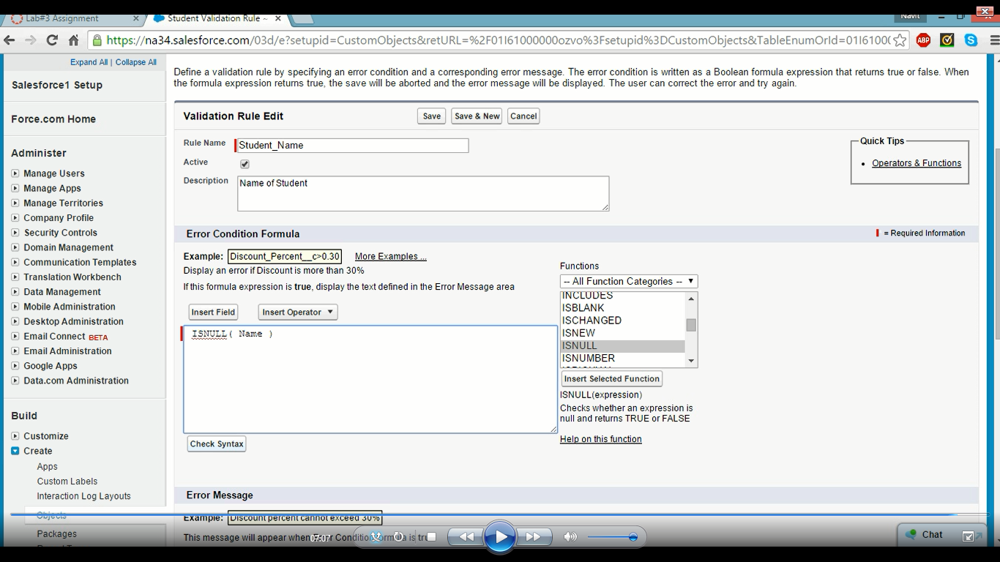 Lab#3 Assignment
Student Validation Rule ~
Navit
https://na34.salesforce.com/03d/e?setupid=CustomObjects&retURL=%2F01I61000000ozvo%3Fsetupid%3DCustomObjects&TableEnumOrId=01I6100(
ABP
Expand All | Collapse All
Salesforce1 Setup
Force.com Home
Administer
Manage Users
Manage Apps
Manage Territories
Company Profile
Security Controls
Domain Management
Communication Templates
Translation Workbench
Data Management
Mobile Administration
Desktop Administration
Email Connect BETA
Email Administration
Google Apps
Data.com Administration
Build
Customize
Create
Apps
Custom Labels
Interaction Log Layouts
Objects
Packages
Define a validation rule by specifying an error condition and a corresponding error message. The error condition is written as a Boolean formula expression that returns true or false. When
the formula expression returns true, the save will be aborted and the error message will be displayed. The user can correct the error and try again.
Validation Rule Edit
Save
Save & New
Cancel
Rule Name
Student_Name
Active
Description
Name of Student
Quick Tips
• Operators & Functions
Error Condition Formula
= Required Information
Example: Discount_Percent__c>0.30 More Examples ...
Display an error if Discount is more than 30%
If this formula expression is true, display the text defined in the Error Message area
Insert Field
Insert Operator
ISNULL( Name )
Check Syntax
Functions
-- All Function Categories --
INCLUDES
ISBLANK
ISCHANGED
ISNEW
ISNULL
ISNUMBER
Insert Selected Function
ISNULL(expression)
Checks whether an expression is
null and returns TRUE or FALSE
Help on this function
Error Message
Example: Discount percent cannot exceed 30%
This message will appear when Error Condition formula is true
07:07
Chat